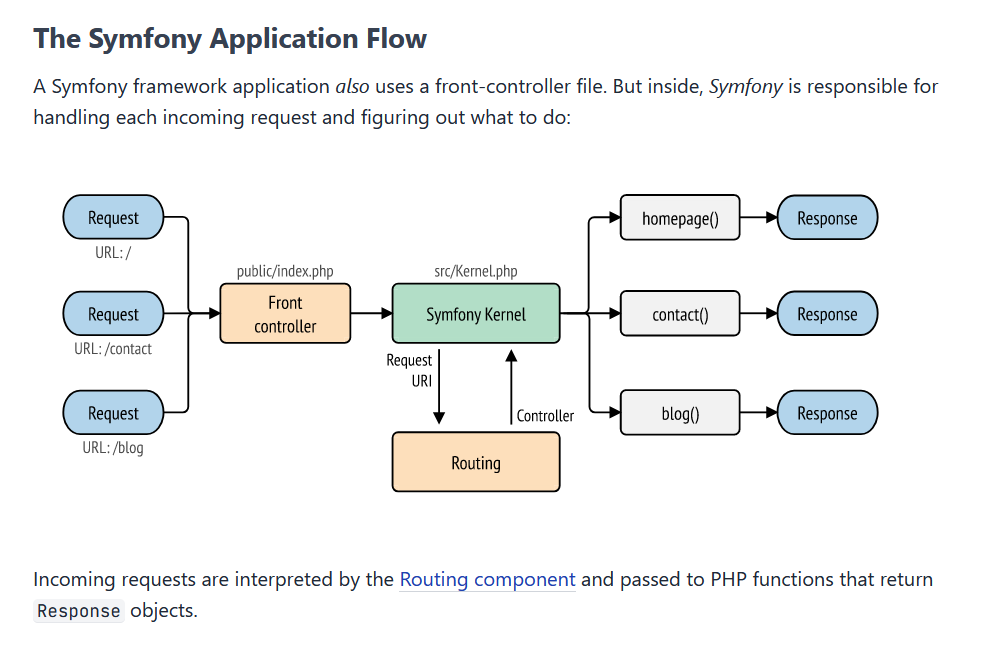 The Symfony Application Flow
A Symfony framework application also uses a front-controller file. But inside, Symfony is responsible for
handling each incoming request and figuring out what to do:
Request
URL: /
Request
URL: /contact
Request
URL: /blog
public/index.php
Front
controller
src/Kernel.php
Symfony Kernel
Request
URI
Controller
Routing
homepage()
Response
contact()
Response
blog()
Response
Incoming requests are interpreted by the Routing component and passed to PHP functions that return
Response objects.